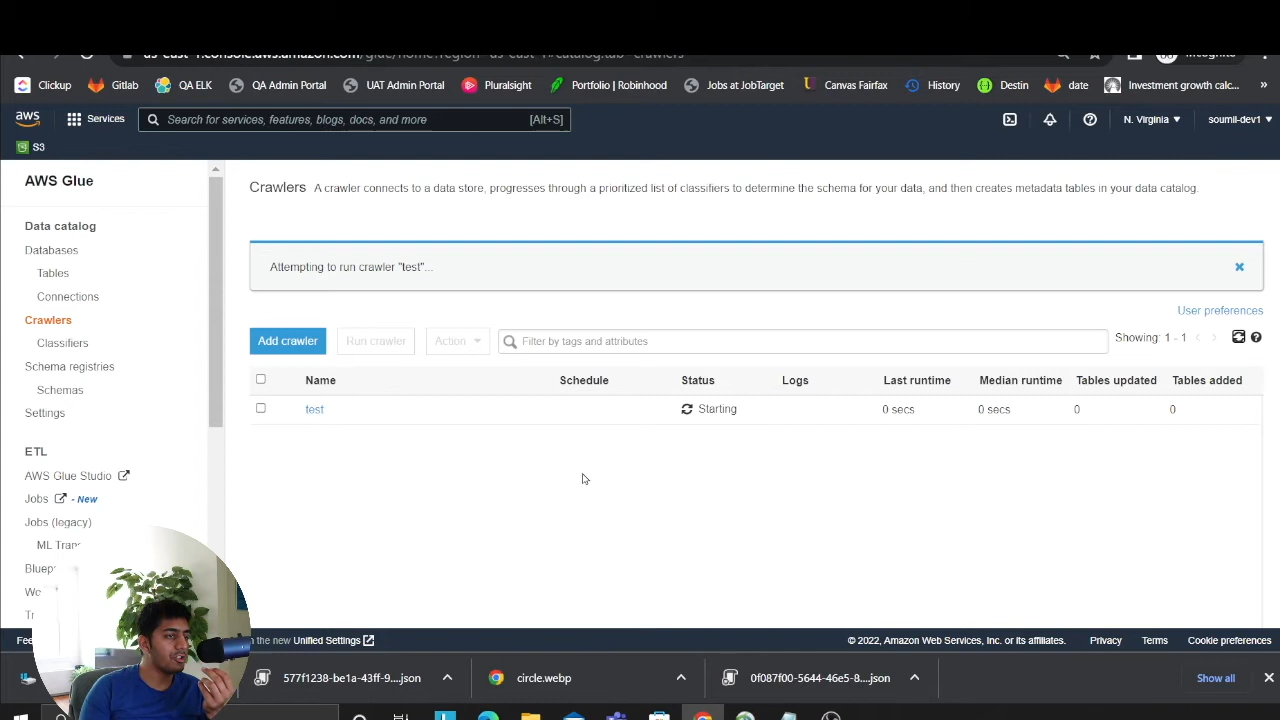 Clickup Gitlab QA ELK QA Admin Portal UAT Admin Portal Pluralsight Portfolio | Robinhood Jobs at JobTarget Canvas Fairfax History Destin date Investment growth calc... »
aws Services Search for services, features, blogs, docs, and more [Alt+S] N. Virginia soumil-dev1
S3
AWS Glue
Data catalog
Databases
Tables
Connections
Crawlers
Classifiers
Schema registries
Schemas
Settings
ETL
AWS Glue Studio
Jobs - New
Jobs (legacy)
Crawlers A crawler connects to a data store, progresses through a prioritized list of classifiers to determine the schema for your data, and then creates metadata tables in your data catalog.
Attempting to run crawler "test"...
User preferences
Add crawler Run crawler Action Filter by tags and attributes Showing: 1 - 1
Name Schedule Status Logs Last runtime Median runtime Tables updated Tables added
test Starting 0 secs 0 secs 0 0
n the new Unified Settings © 2022, Amazon Web Services, Inc. or its affiliates. Privacy Terms Cookie preferences
577f1238-be1a-43ff-9....json circle.webp 0f087f00-5644-46e5-8....json Show all